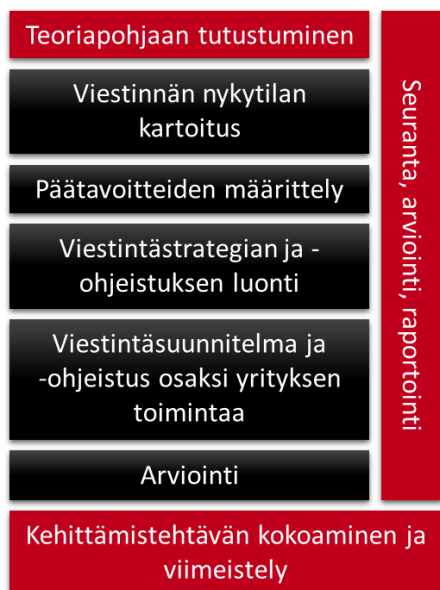 Teoriapohjaan tutustuminen
Viestinnän nykytilan
kartoitus
Päätavoitteiden määrittely
Viestintästrategian ja -
ohjeistuksen luonti
Viestintäsuunnitelma ja
-ohjeistus osaksi yrityksen
toimintaa
Arviointi
Seuranta, arviointi, raportointi
Kehittämistehtävän kokoaminen ja
viimeistely